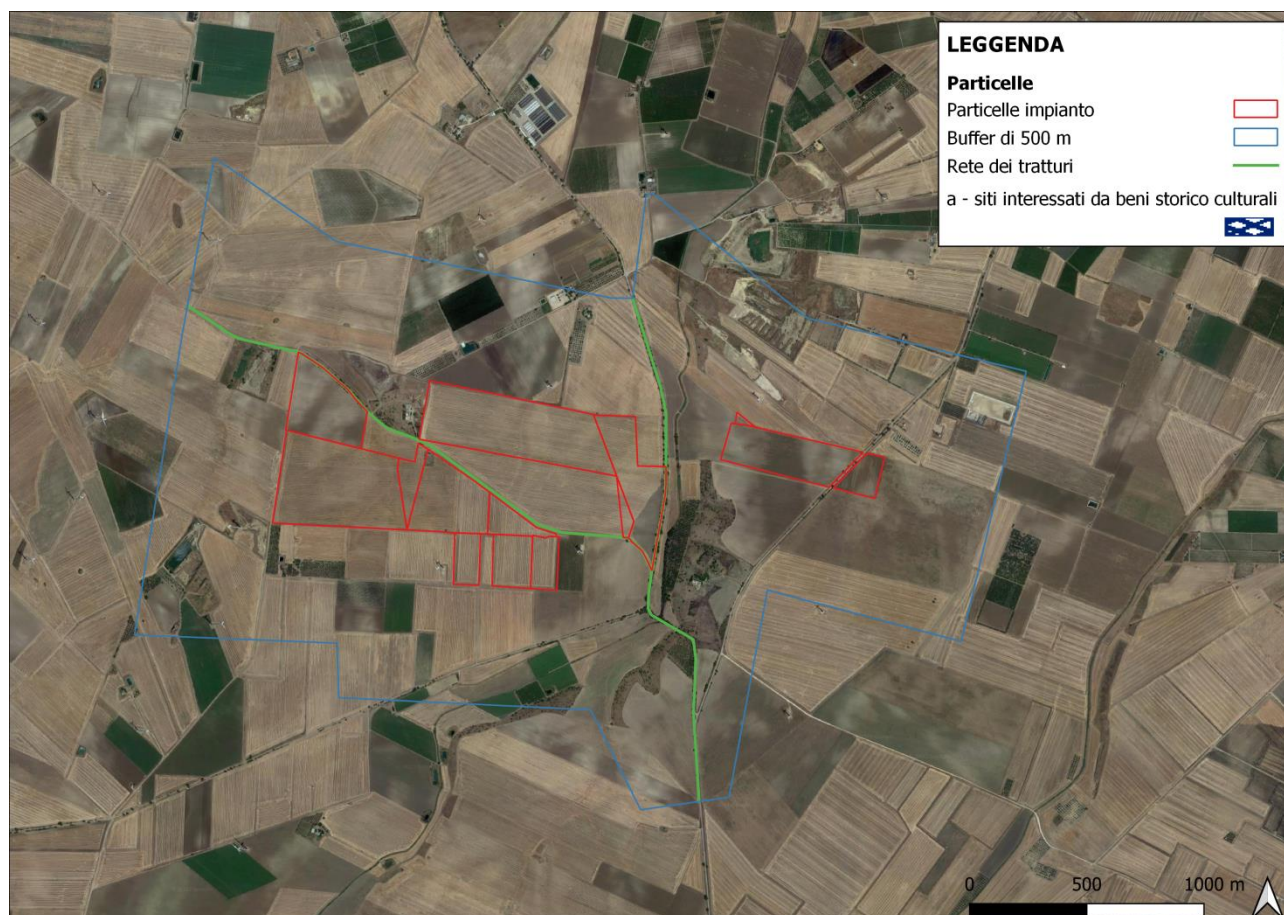 LEGGENDA
Particelle
Particelle impianto
Buffer di 500 m
Rete dei tratturi
a - siti interessati da beni storico culturali
0 500 1000 m